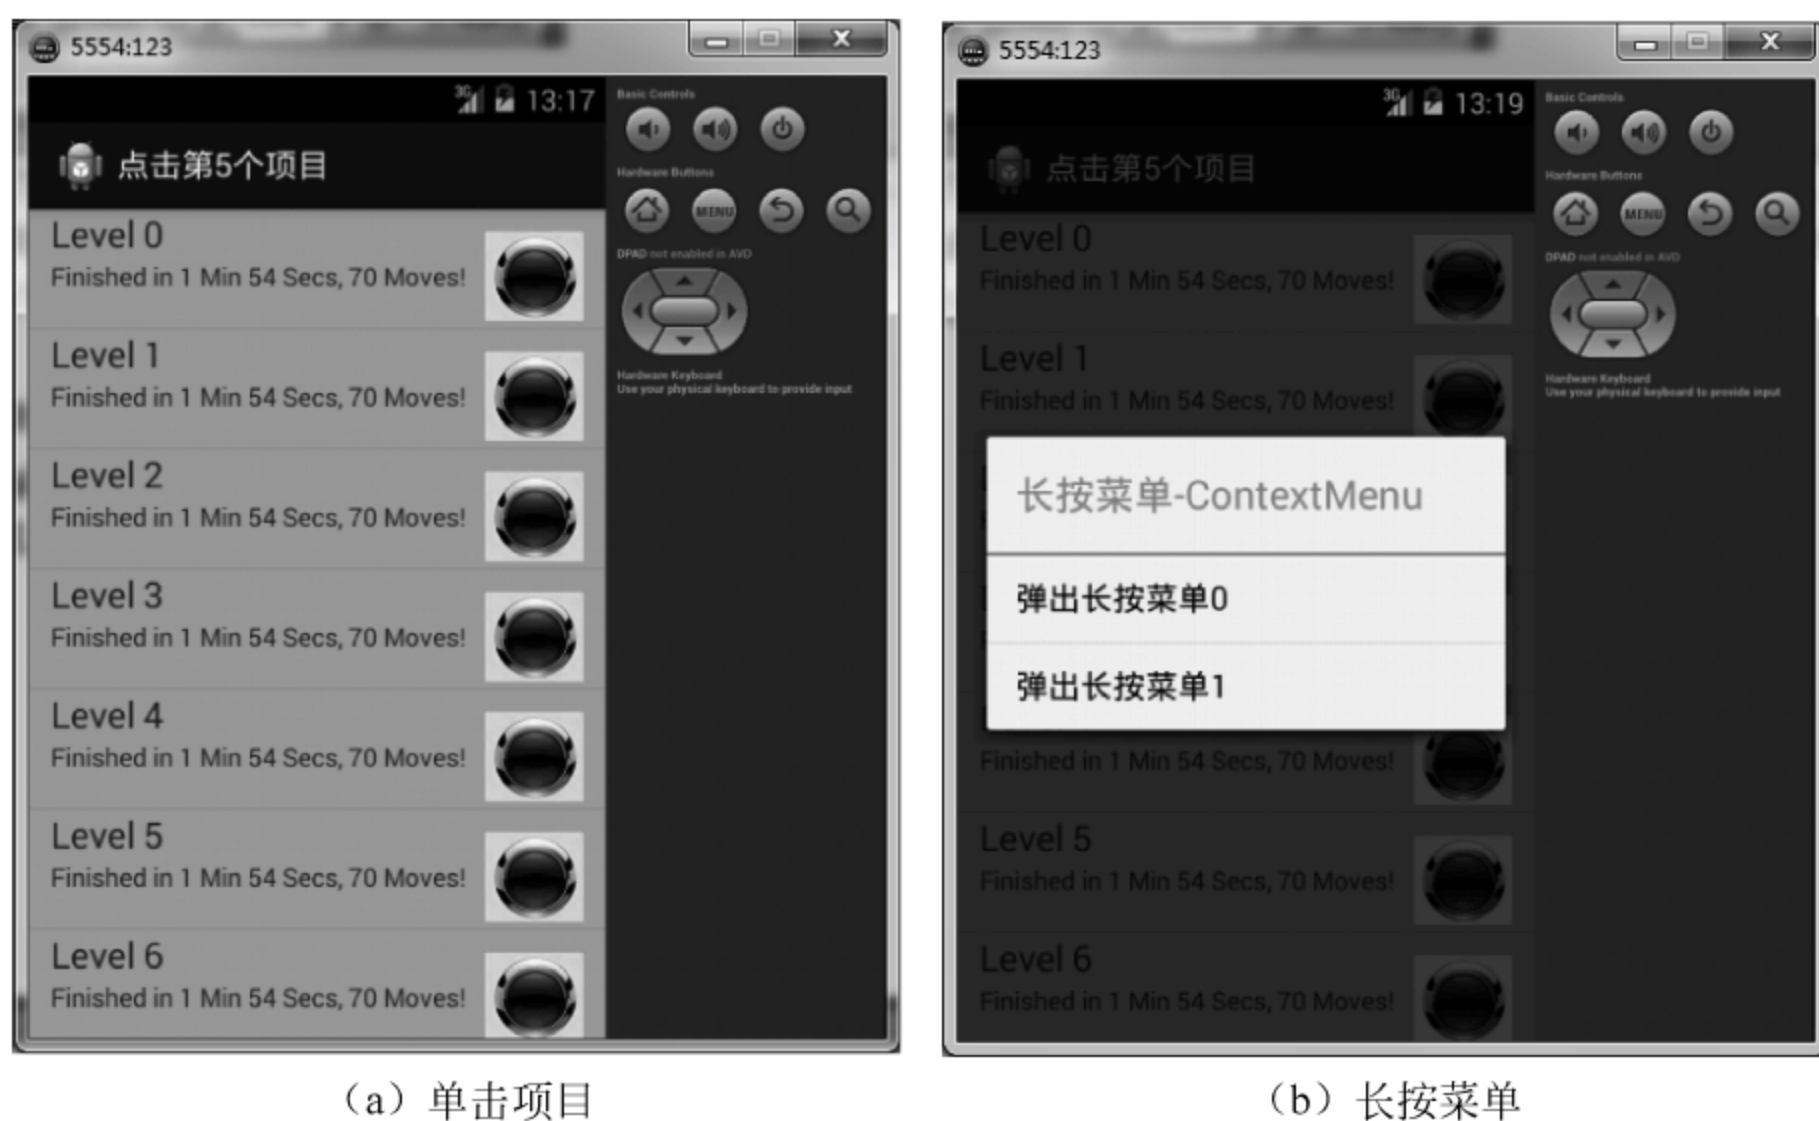 5554:123
3G 13:17
点击第5个项目
Level 0
Finished in 1 Min 54 Secs, 70 Moves!
Level 1
Finished in 1 Min 54 Secs, 70 Moves!
Level 2
Finished in 1 Min 54 Secs, 70 Moves!
Level 3
Finished in 1 Min 54 Secs, 70 Moves!
Level 4
Finished in 1 Min 54 Secs, 70 Moves!
Level 5
Finished in 1 Min 54 Secs, 70 Moves!
Level 6
Finished in 1 Min 54 Secs, 70 Moves!
Basic Controls
Hardware Buttons
MENU
DPAD not enabled in AVD
Hardware Keyboard
Use your physical keyboard to provide input
（a）单击项目
5554:123
3G 13:19
点击第5个项目
Level 0
Finished in 1 Min 54 Secs, 70 Moves!
Level 1
Finished in 1 Min 54 Secs, 70 Moves!
长按菜单-ContextMenu
弹出长按菜单0
弹出长按菜单1
Finished in 1 Min 54 Secs, 70 Moves!
Level 5
Finished in 1 Min 54 Secs, 70 Moves!
Level 6
Finished in 1 Min 54 Secs, 70 Moves!
Basic Controls
Hardware Buttons
MENU
DPAD not enabled in AVD
Hardware Keyboard
Use your physical keyboard to provide input
（b）长按菜单